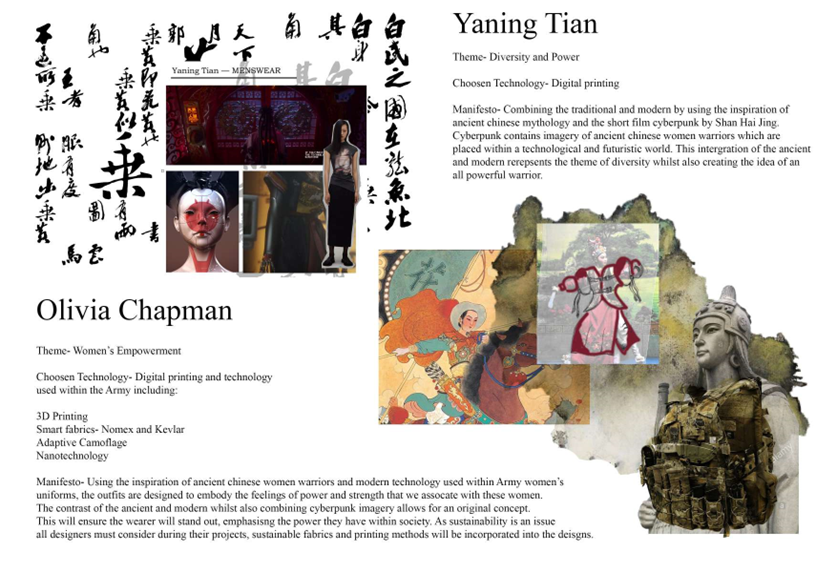 白民之國在龍魚北
白身
其
角
天下
月
郭
乘
Yaning Tian — MENSWEAR
Yaning Tian
Theme- Diversity and Power
Choosen Technology- Digital printing
Manifesto- Combining the traditional and modern by using the inspiration of
ancient chinese mythology and the short film cyberpunk by Shan Hai Jing.
Cyberpunk contains imagery of ancient chinese women warriors which are
placed within a technological and futuristic world. This intergration of the ancient
and modern rerepsents the theme of diversity whilst also creating the idea of an
all powerful warrior.
Olivia Chapman
Theme- Women's Empowerment
Choosen Technology- Digital printing and technology
used within the Army including:
3D Printing
Smart fabrics- Nomex and Kevlar
Adaptive Camoflage
Nanotechnology
Manifesto- Using the inspiration of ancient chinese women warriors and modern technology used within Army women's
uniforms, the outfits are designed to embody the feelings of power and strength that we assocate with these women.
The contrast of the ancient and modern whilst also combining cyberpunk imagery allows for an original concept.
This will ensure the wearer will stand out, emphasisng the power they have within society. As sustainability is an issue
all designers must consider during their projects, sustainable fabrics and printing methods will be incorporated into the deisgns.